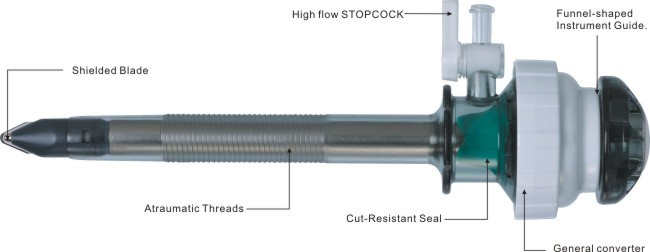 High flow STOPCOCK
Funnel-shaped
Instrument Guide.
Shielded Blade
Atraumatic Threads
Cut-Resistant Seal
General converter